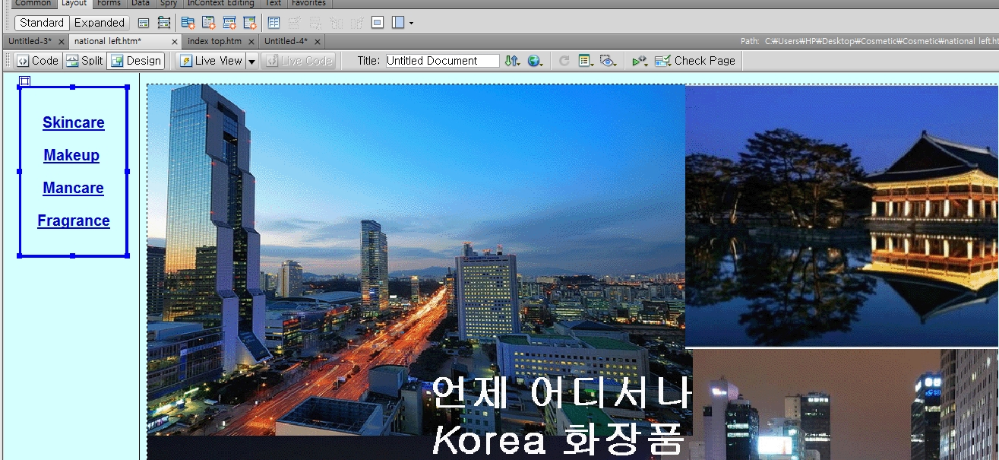 Common Layout Forms Data Spry InContext Editing Text Favorites
Standard Expanded
Untitled-3* × national left.htm* × index top.htm × Untitled-4* × Path: C:₩Users₩HP₩Desktop₩Cosmetic₩Cosmetic₩national left.ht
Code Split Design Live View Live Code Title: Untitled Document Check Page
Skincare
Makeup
Mancare
Fragrance
언제 어디서나
Korea 화장품